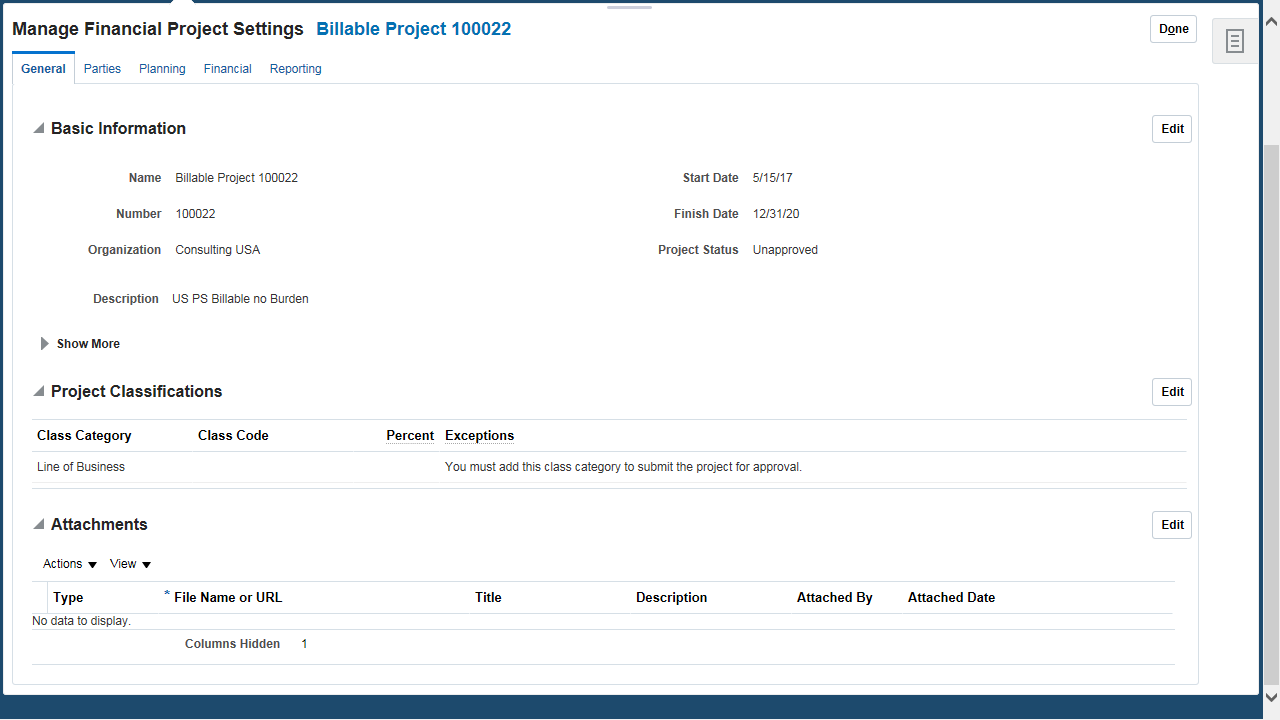 Manage Financial Project Settings Billable Project 100022
Done
General Parties Planning Financial Reporting
Basic Information
Edit
Name Billable Project 100022
Start Date 5/15/17
Number 100022
Finish Date 12/31/20
Organization Consulting USA
Project Status Unapproved
Description US PS Billable no Burden
Show More
Project Classifications
Edit
Class Category Class Code Percent Exceptions
Line of Business You must add this class category to submit the project for approval.
Attachments
Edit
Actions View
Type * File Name or URL Title Description Attached By Attached Date
No data to display.
Columns Hidden 1